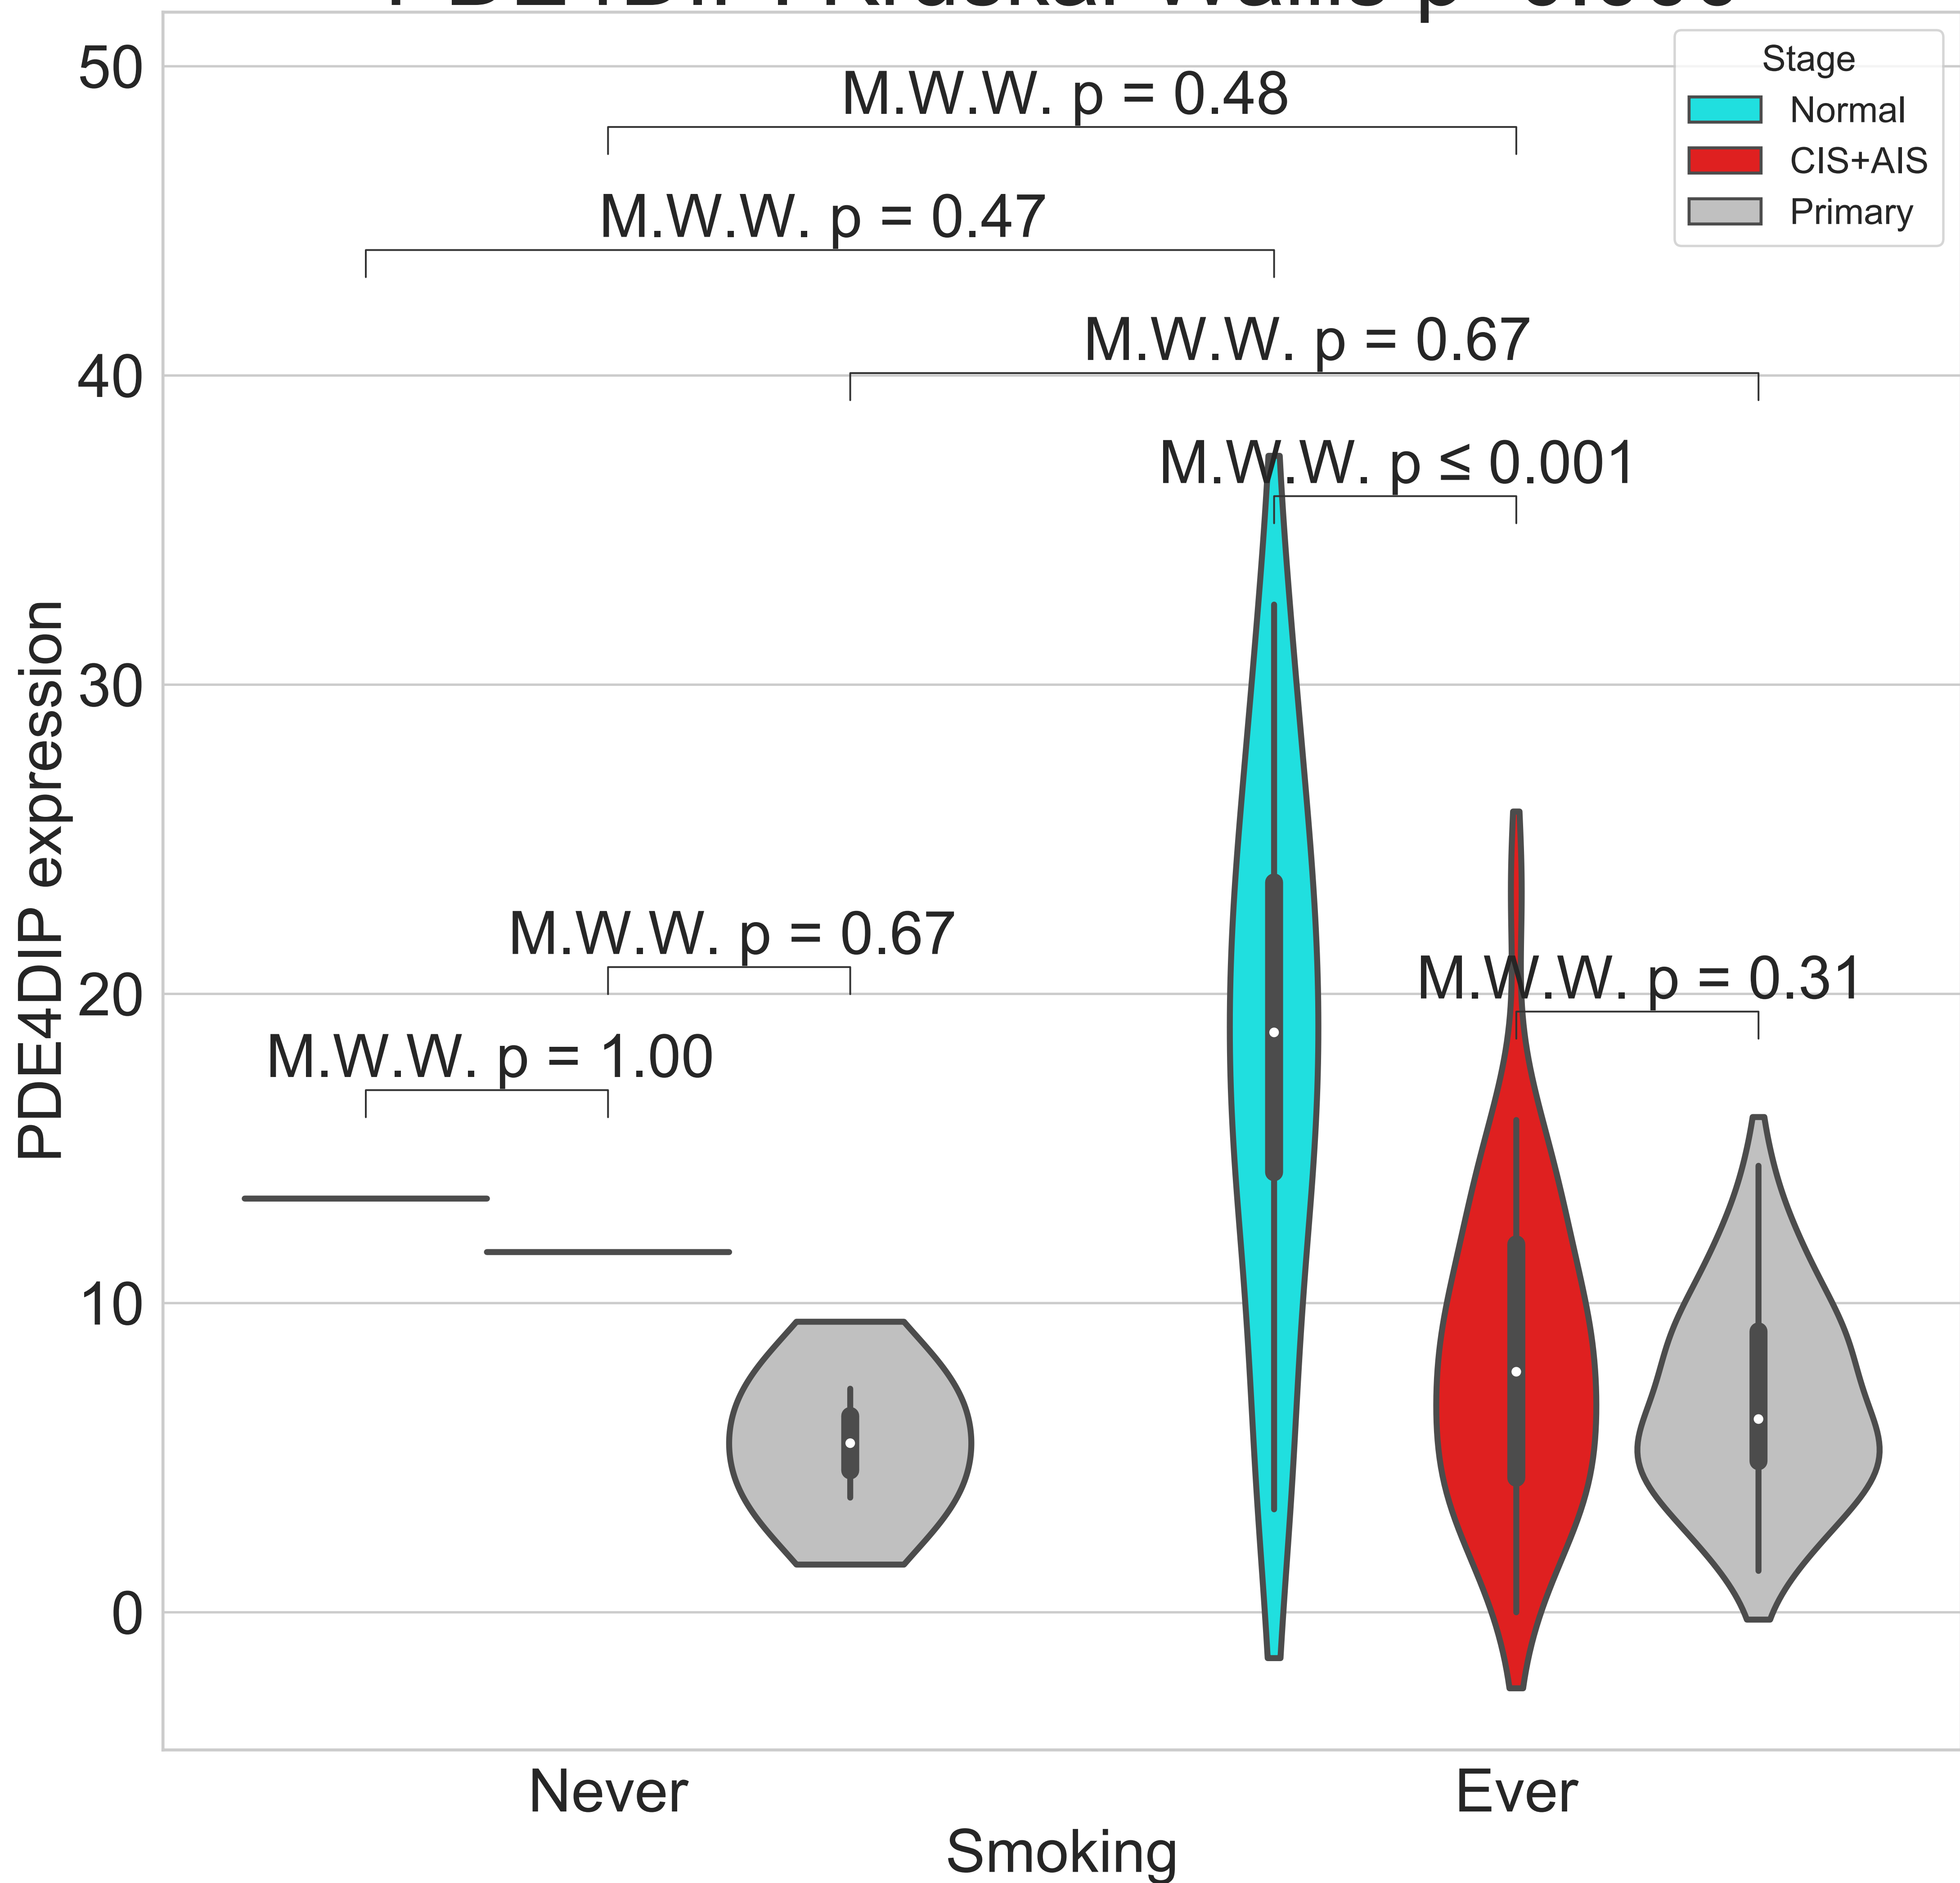 50
40
30
20
10
0
PDE4DIP expression
Stage
Normal
CIS+AIS
Primary
M.W.W. p = 0.48
M.W.W. p = 0.47
M.W.W. p = 0.67
M.W.W. p ≤ 0.001
M.W.W. p = 0.67
M.W.W. p = 0.31
M.W.W. p = 1.00
Never
Ever
Smoking